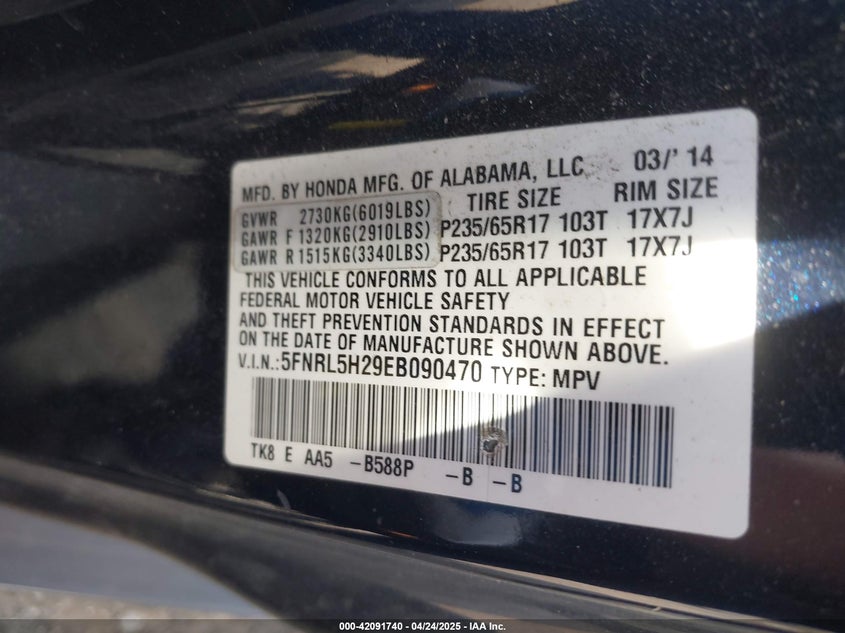 MFD. BY HONDA MFG. OF ALABAMA, LLC 03/' 14
TIRE SIZE RIM SIZE
GVWR 2730KG(6019LBS)
GAWR F 1320KG(2910LBS) P235/65R17 103T 17X7J
GAWR R 1515KG(3340LBS) P235/65R17 103T 17X7J
THIS VEHICLE CONFORMS TO ALL APPLICABLE
FEDERAL MOTOR VEHICLE SAFETY
AND THEFT PREVENTION STANDARDS IN EFFECT
ON THE DATE OF MANUFACTURE SHOWN ABOVE.
V.I.N.:5FNRL5H29EB090470 TYPE: MPV
TK8 E AA5 -B588P -B -B
000-42091740 - 04/24/2025 - IAA Inc.